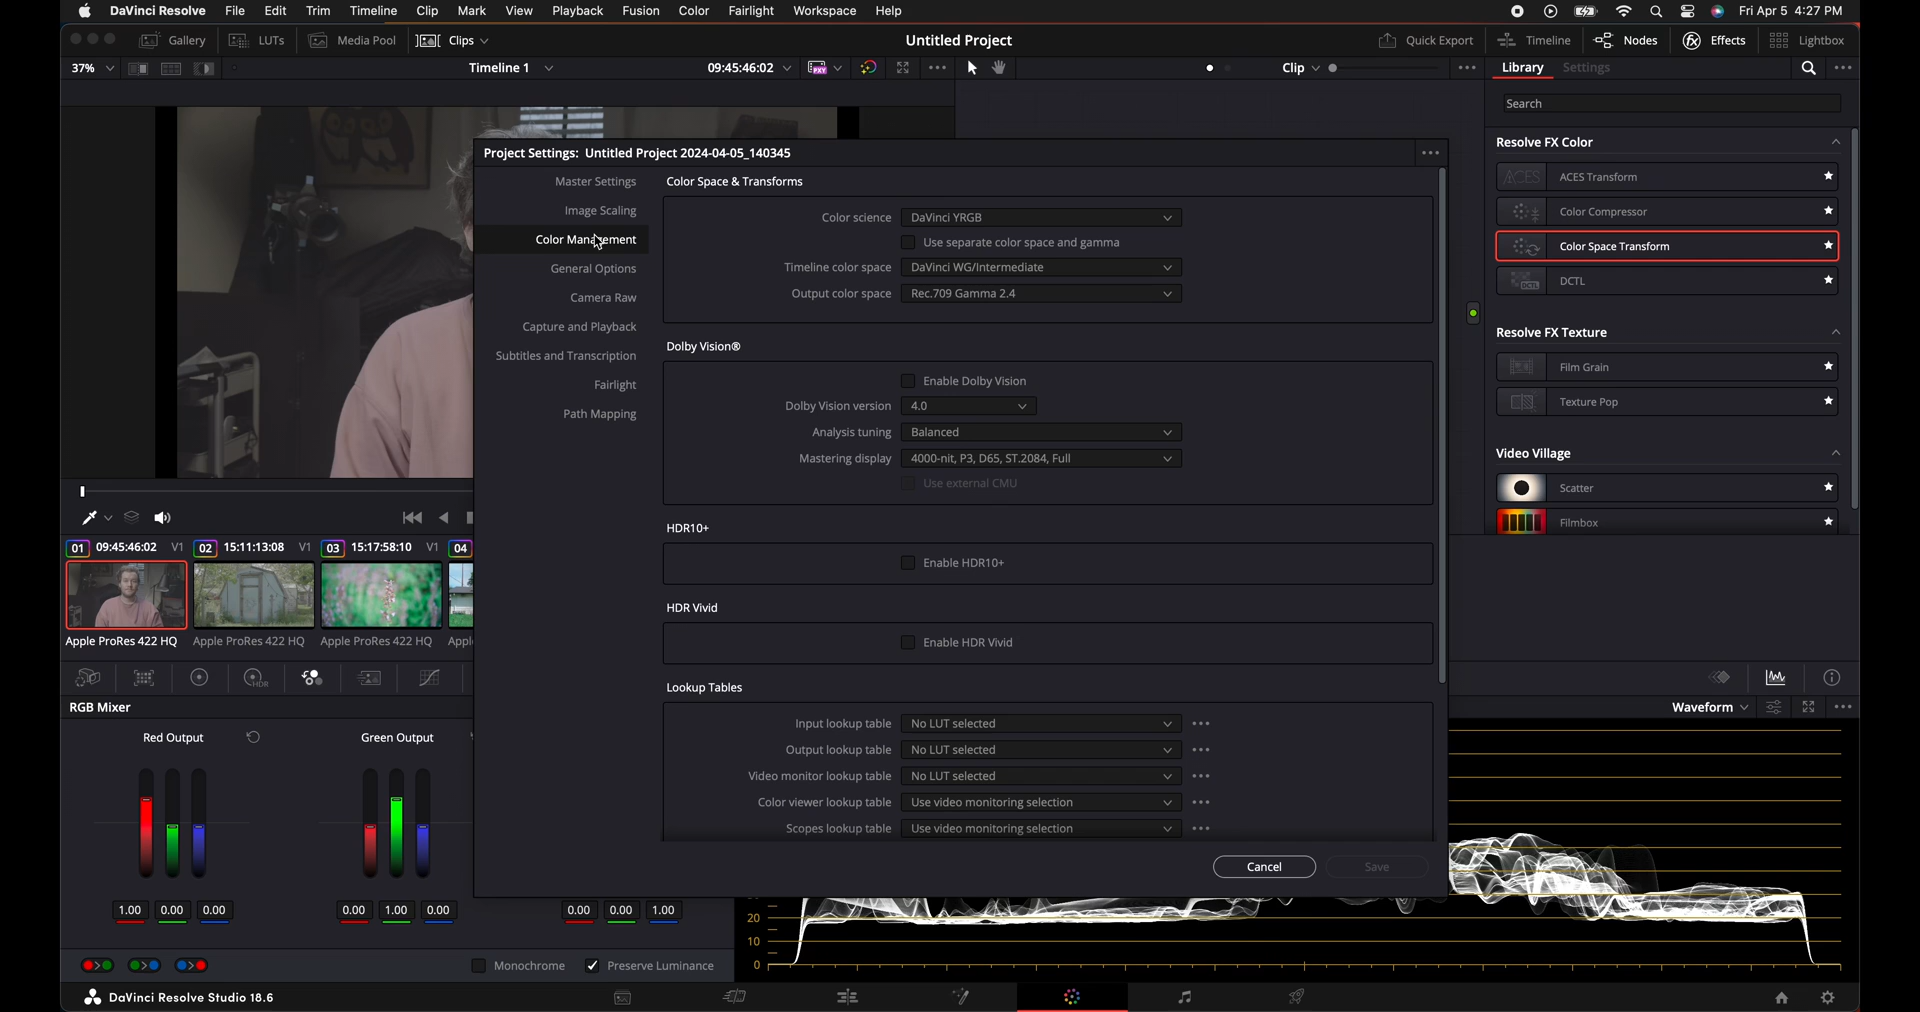 DaVinci Resolve File Edit Trim Timeline Clip Mark View Playback Fusion Color Fairlight Workspace Help Fri Apr 5 4:27 PM
Gallery LUTs Media Pool Clips Untitled Project Quick Export Timeline Nodes Effects Lightbox
37% Timeline 1 09:45:46:02 PXY Clip Library Settings
Search
Project Settings: Untitled Project 2024-04-05_140345
Master Settings
Image Scaling
Color Management
General Options
Camera Raw
Capture and Playback
Subtitles and Transcription
Fairlight
Path Mapping
Color Space & Transforms
Color science DaVinci YRGB
Use separate color space and gamma
Timeline color space DaVinci WG/Intermediate
Output color space Rec.709 Gamma 2.4
Dolby Vision®
Enable Dolby Vision
Dolby Vision version 4.0
Analysis tuning Balanced
Mastering display 4000-nit, P3, D65, ST.2084, Full
Use external CMU
HDR10+
Enable HDR10+
HDR Vivid
Enable HDR Vivid
Lookup Tables
Input lookup table No LUT selected
Output lookup table No LUT selected
Video monitor lookup table No LUT selected
Color viewer lookup table Use video monitoring selection
Scopes lookup table Use video monitoring selection
Cancel Save
Resolve FX Color
ACES ACES Transform
Color Compressor
Color Space Transform
DCTL DCTL
Resolve FX Texture
Film Grain
Texture Pop
Video Village
Scatter
Filmbox
01 09:45:46:02 V1 02 15:11:13:08 V1 03 15:17:58:10 V1 04
Apple ProRes 422 HQ Apple ProRes 422 HQ Apple ProRes 422 HQ Appl
HDR
RGB Mixer
Red Output Green Output
1.00 0.00 0.00 0.00 1.00 0.00 0.00 0.00 1.00
Monochrome Preserve Luminance
Waveform
20
10
0
DaVinci Resolve Studio 18.6